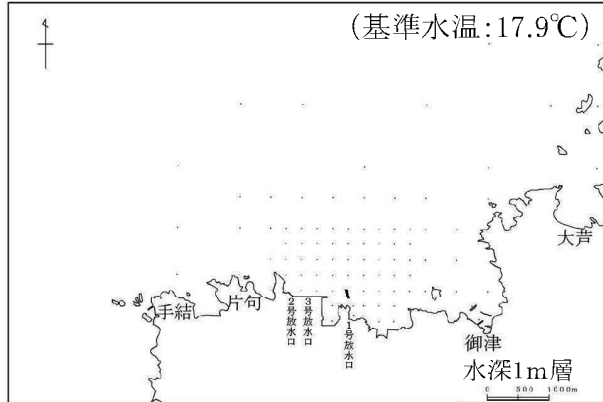 (基準水温:17.9℃)
大芦
手結
片句
2号放水口
3号放水口
1号放水口
御津
水深1m層
0 500 1000m